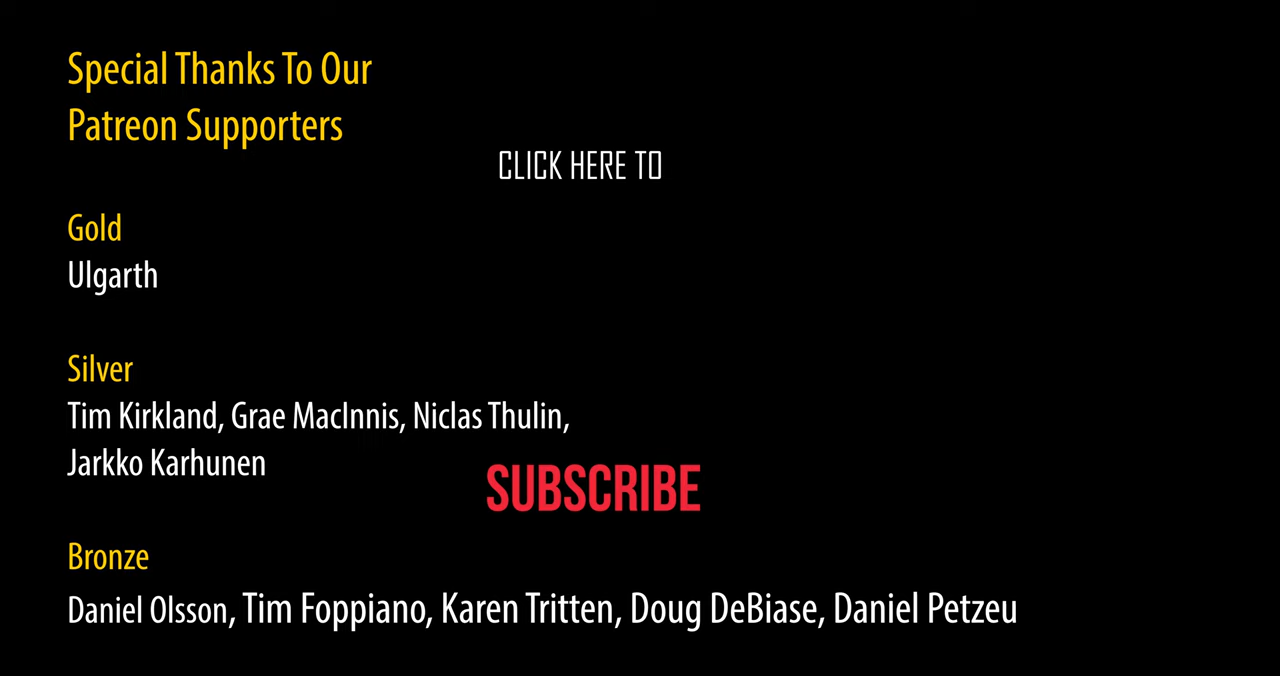 Special Thanks To Our
Patreon Supporters
CLICK HERE TO
Gold
Ulgarth
Silver
Tim Kirkland, Grae MacInnis, Niclas Thulin,
Jarkko Karhunen
SUBSCRIBE
Bronze
Daniel Olsson, Tim Foppiano, Karen Tritten, Doug DeBiase, Daniel Petzeu